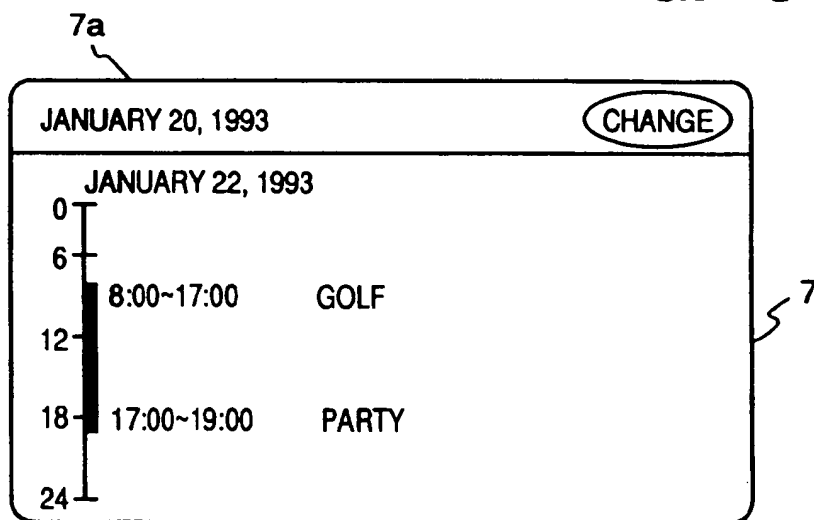 7a
JANUARY 20, 1993 CHANGE
JANUARY 22, 1993
0
6
8:00~17:00 GOLF
7
12
18 17:00~19:00 PARTY
24